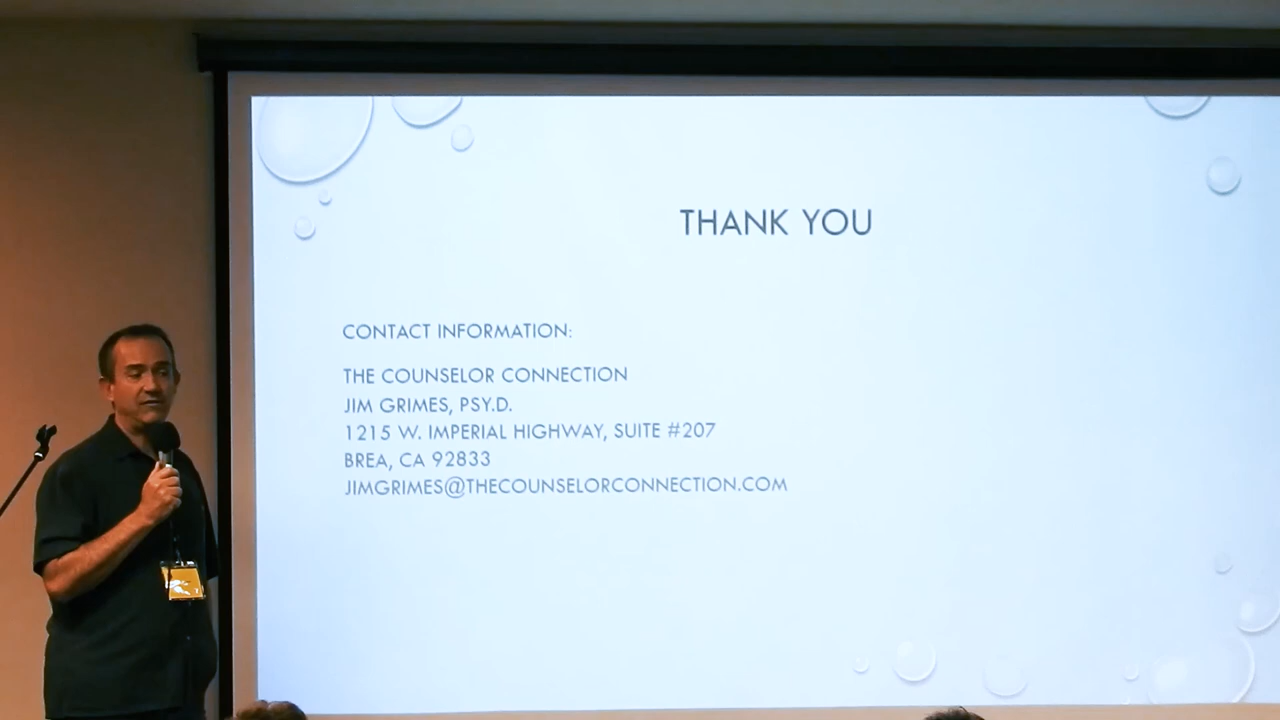 THANK YOU
CONTACT INFORMATION:
THE COUNSELOR CONNECTION
JIM GRIMES, PSY.D.
1215 W. IMPERIAL HIGHWAY, SUITE #207
BREA, CA 92833
JIMGRIMES@THECOUNSELORCONNECTION.COM